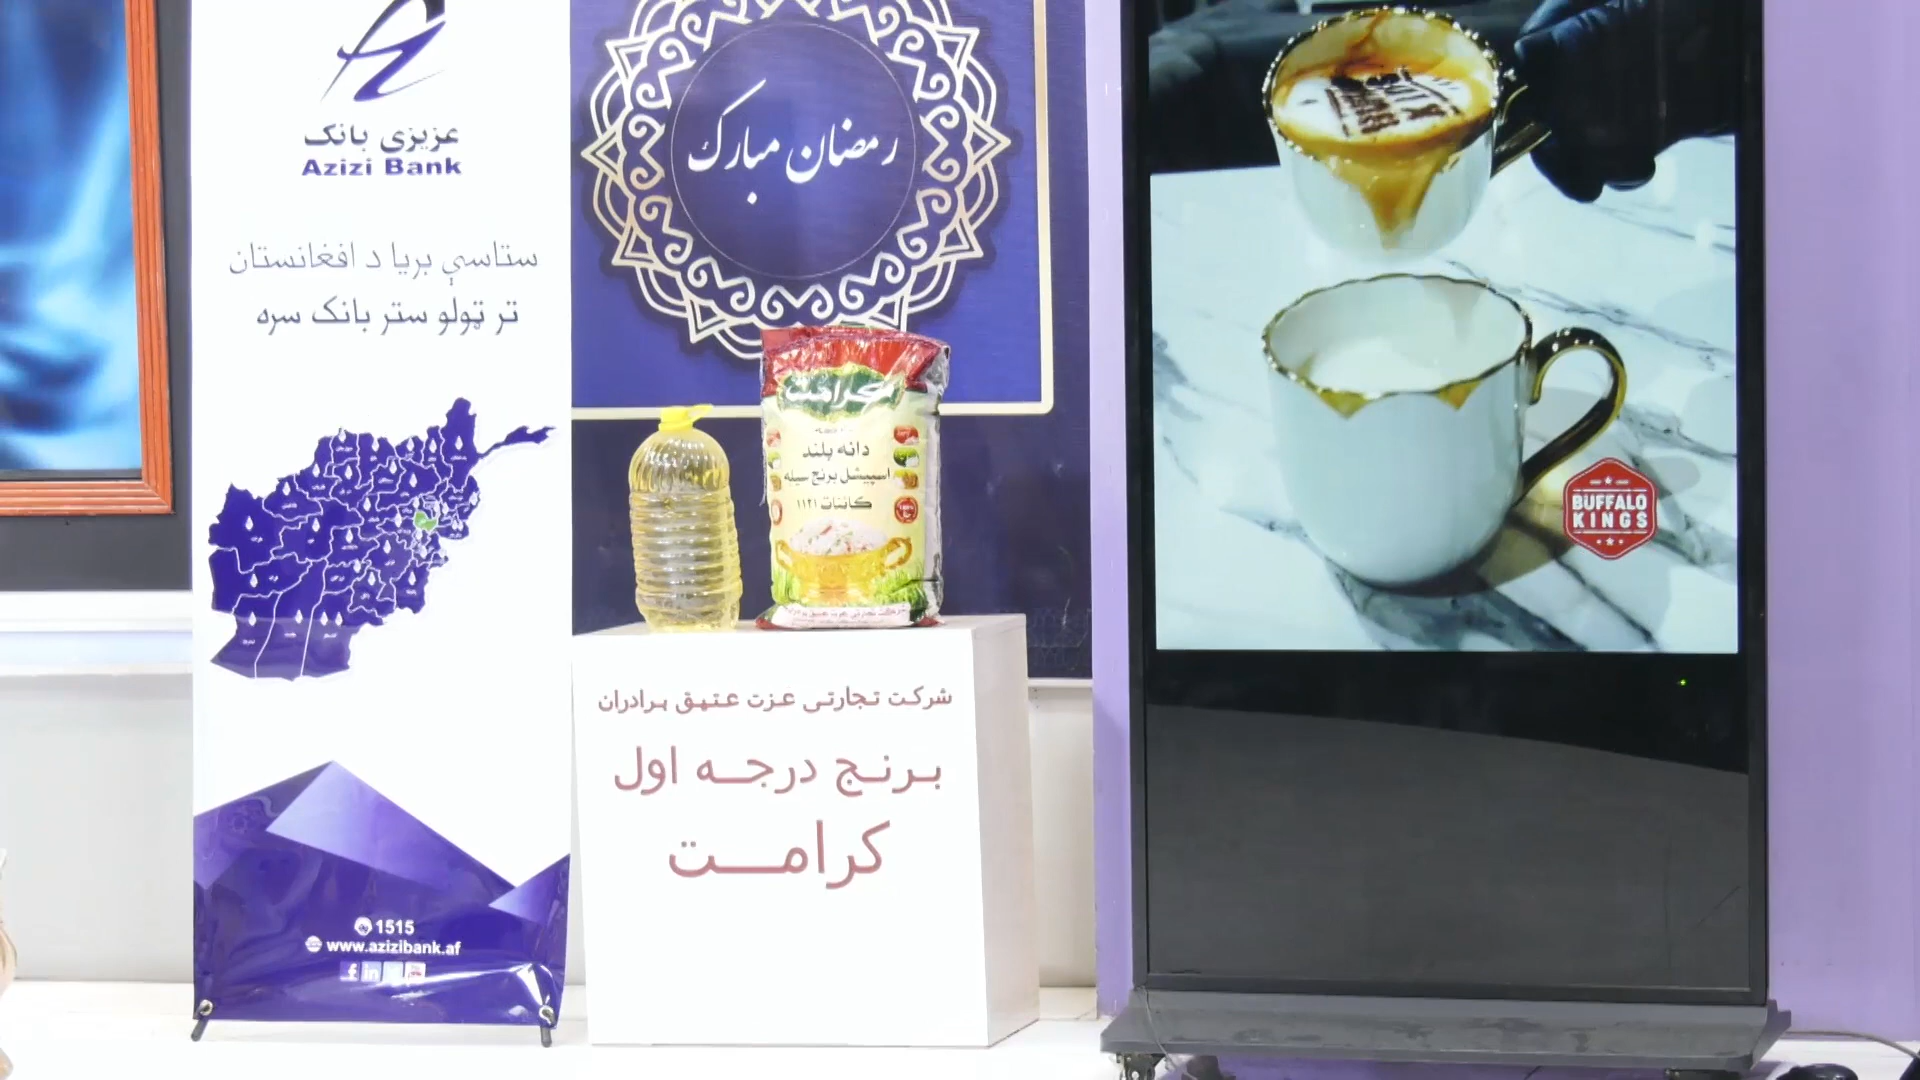 عزیزی بانک
Azizi Bank
ستاسې بریا د افغانستان
تر ټولو ستر بانک سره
1515
www.azizibank.af
رمضان مبارک
کرامت
دانه بلند
اسپیشل برنج سیله
کائنات ۱۱۲۱
شرکت تجارتی عزت عتیق برادران
برنج درجه اول
کرامت
BUFFALO
KINGS